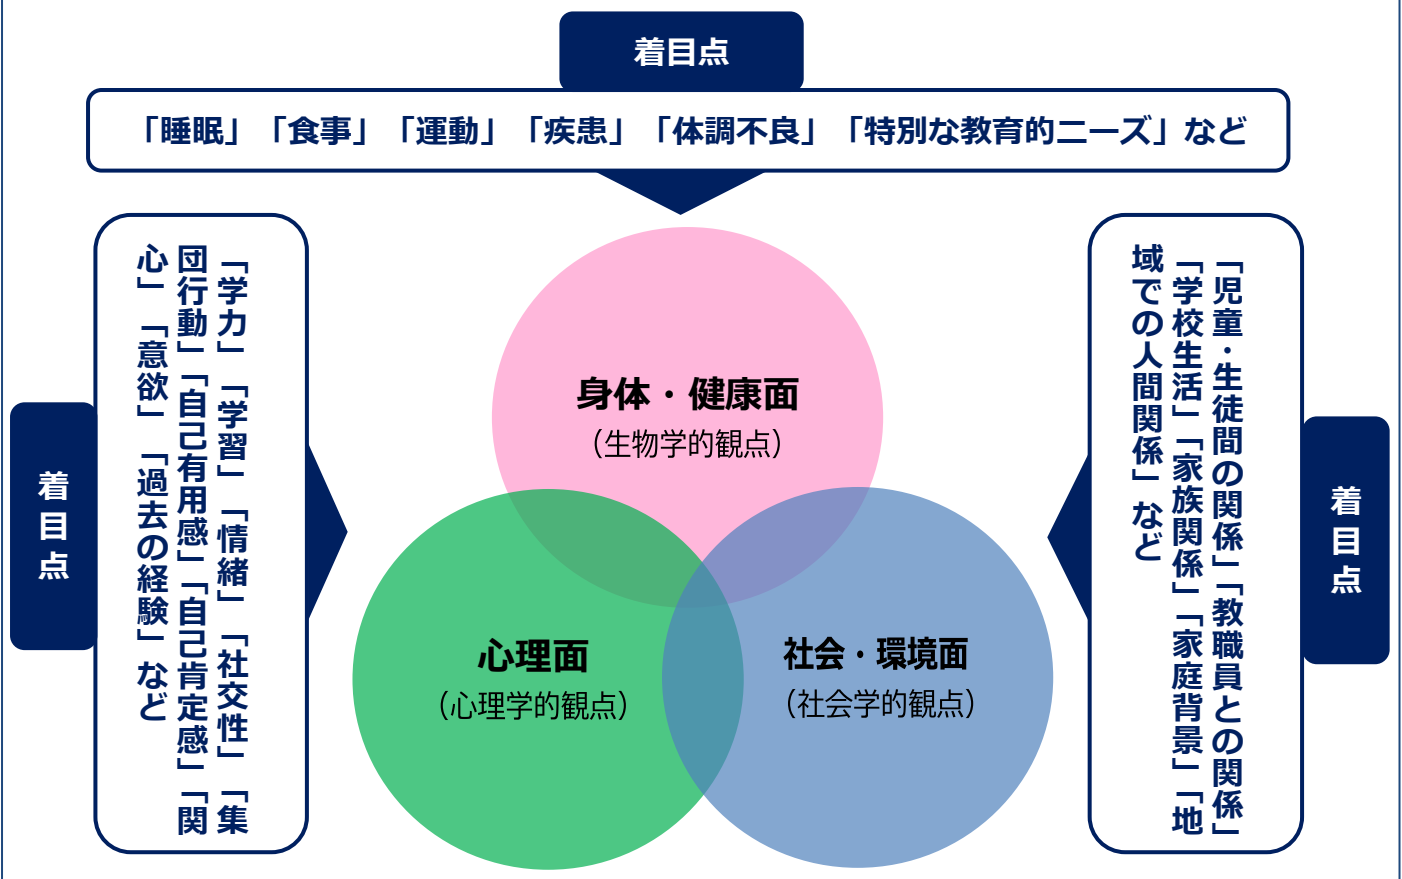 着目点
「睡眠」「食事」「運動」「疾患」「体調不良」「特別な教育的ニーズ」など
着目点
「学力」「学習」「情緒」「社交性」「集
団行動」「自己有用感」「自己肯定感」「関
心」「意欲」「過去の経験」など
身体・健康面
（生物学的観点）
心理面
（心理学的観点）
社会・環境面
（社会学的観点）
「児童・生徒間の関係」「教職員との関係」
「学校生活」「家族関係」「家庭背景」「地
域での人間関係」など
着目点